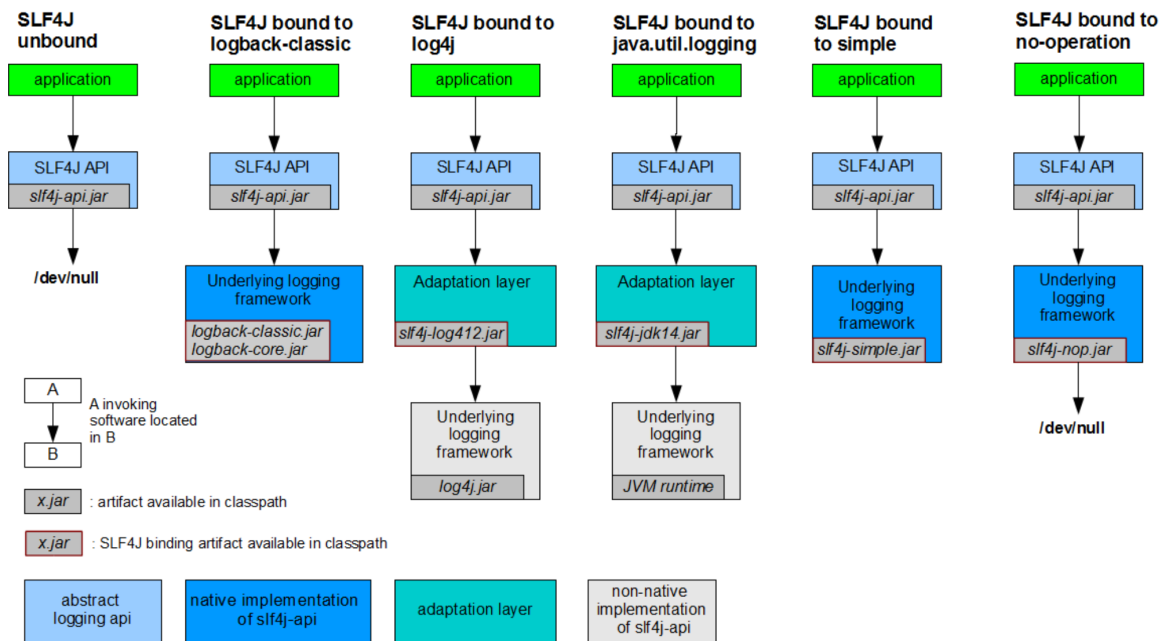 SLF4J
unbound
application
SLF4J API
slf4j-api.jar
/dev/null
SLF4J bound to
logback-classic
application
SLF4J API
slf4j-api.jar
Underlying logging
framework
logback-classic.jar
logback-core.jar
SLF4J bound to
log4j
application
SLF4J API
slf4j-api.jar
Adaptation layer
slf4j-log412.jar
Underlying
logging
framework
log4j.jar
SLF4J bound to
java.util.logging
application
SLF4J API
slf4j-api.jar
Adaptation layer
slf4j-jdk14.jar
Underlying
logging
framework
JVM runtime
SLF4J bound
to simple
application
SLF4J API
slf4j-api.jar
Underlying
logging
framework
slf4j-simple.jar
SLF4J bound to
no-operation
application
SLF4J API
slf4j-api.jar
Underlying
logging
framework
slf4j-nop.jar
/dev/null
A
B
A invoking
software located
in B
x.jar : artifact available in classpath
x.jar : SLF4J binding artifact available in classpath
abstract
logging api
native implementation
of slf4j-api
adaptation layer
non-native
implementation
of slf4j-api